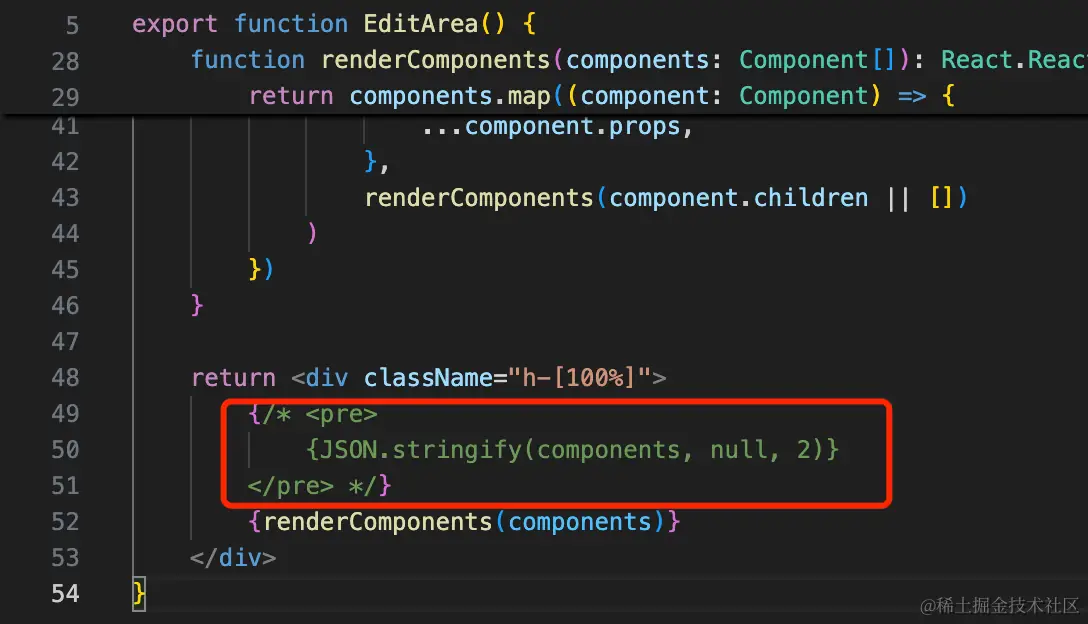 5 export function EditArea() {
28 function renderComponents(components: Component[]): React.Reac
29 return components.map((component: Component) => {
41 ...component.props,
42 },
43 renderComponents(component.children || [])
44 )
45 })
46 }
47
48 return <div className="h-[100%]">
49 {/* <pre>
50 {JSON.stringify(components, null, 2)}
51 </pre> */}
52 {renderComponents(components)}
53 </div>
54 }
@稀土掘金技术社区